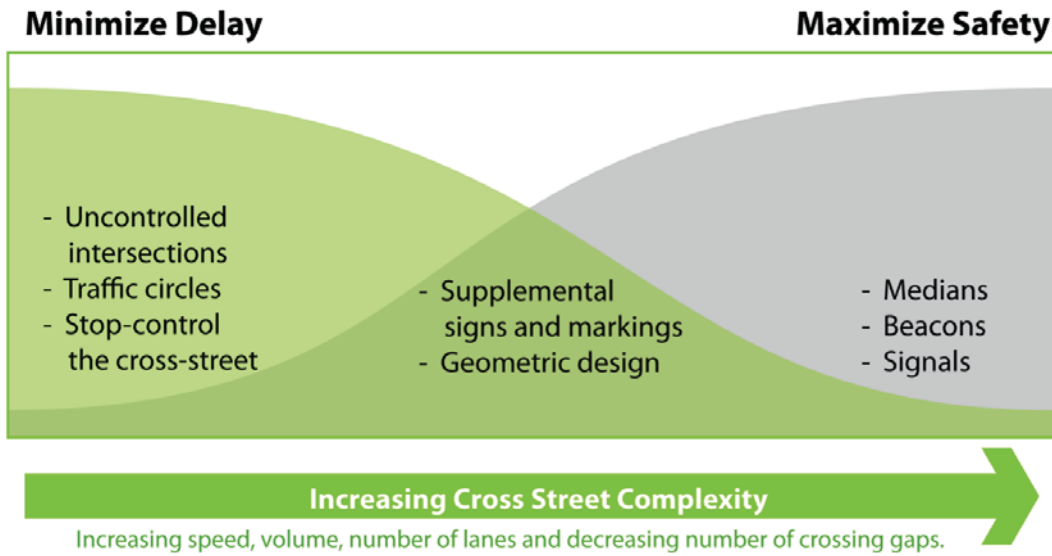 Minimize Delay
Maximize Safety
- Uncontrolled
intersections
- Traffic circles
- Stop-control
the cross-street
- Supplemental
signs and markings
- Geometric design
- Medians
- Beacons
- Signals
Increasing Cross Street Complexity
Increasing speed, volume, number of lanes and decreasing number of crossing gaps.